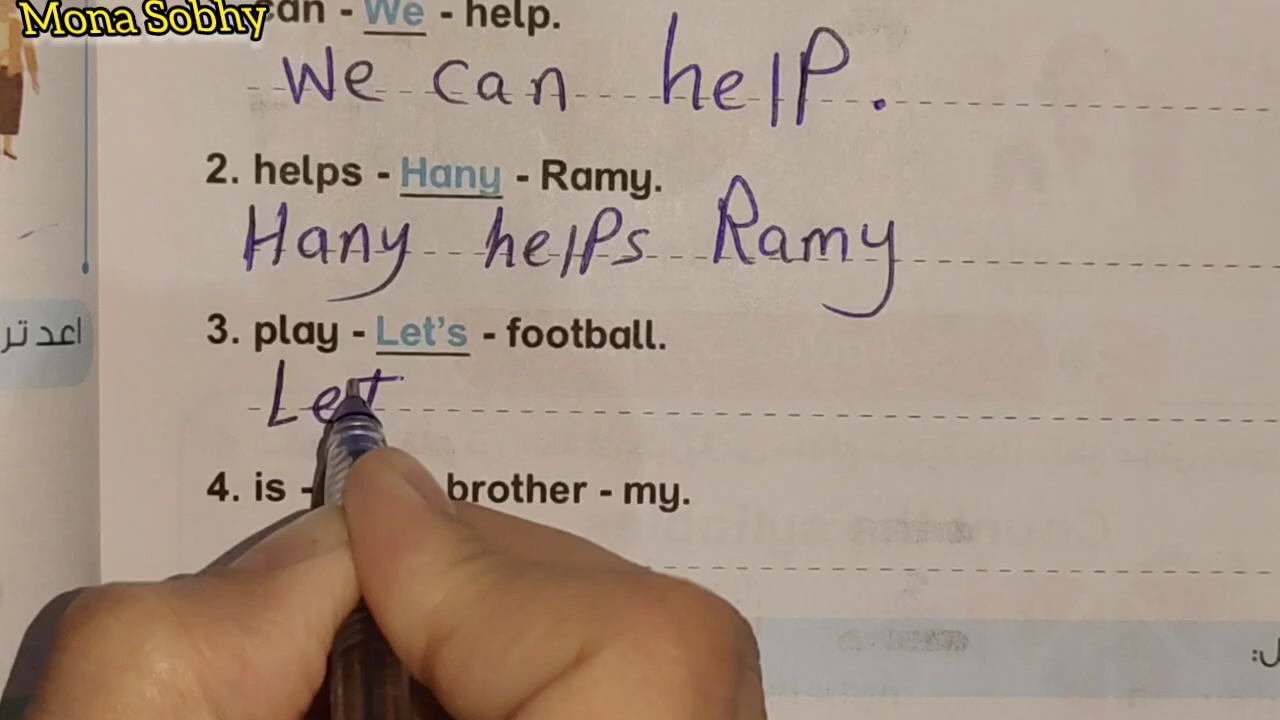 Mona Sobhy
can - We - help.
We can help.
2. helps - Hany - Ramy.
Hany helps Ramy
3. play - Let's - football.
Let
4. is - brother - my.
اعد تر
ل: